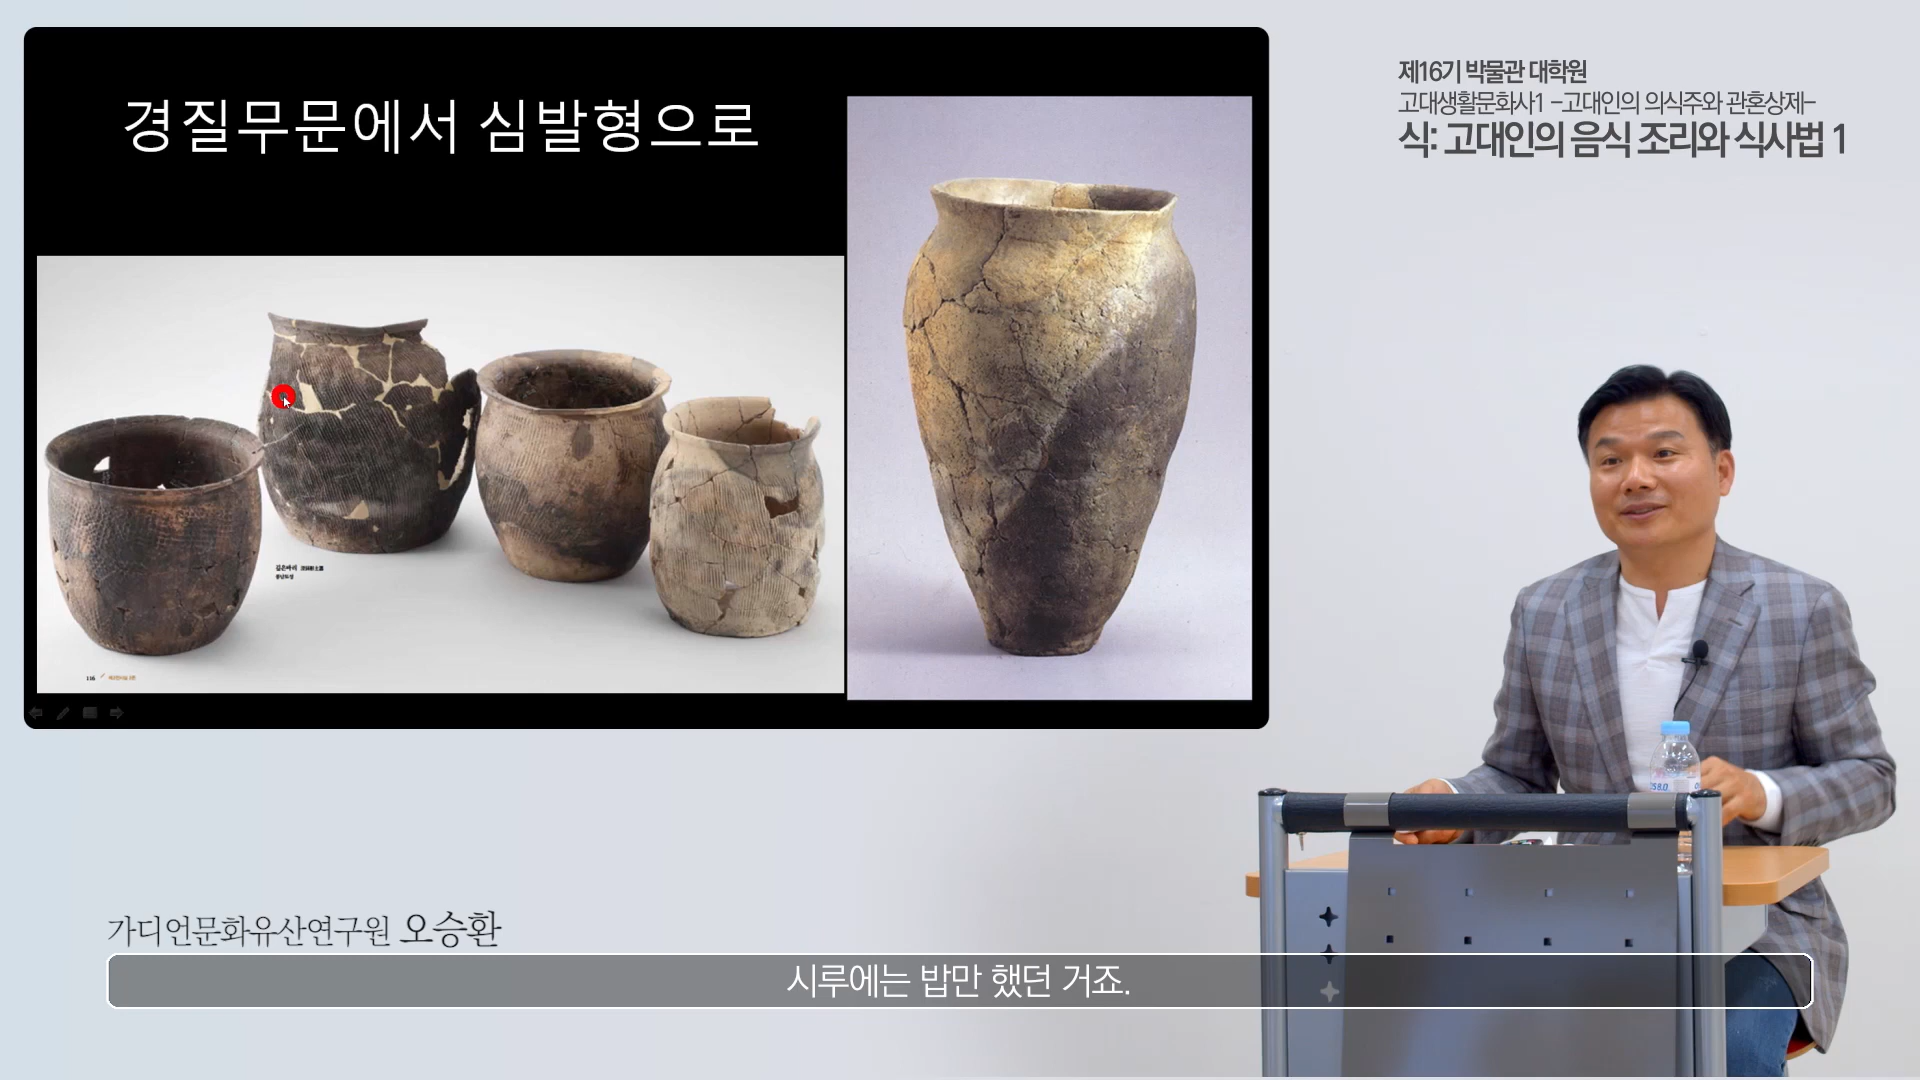 경질무문에서 심발형으로
116
제16기 박물관 대학원
고대생활문화사1 -고대인의 의식주와 관혼상제-
식: 고대인의 음식 조리와 식사법 1
58.0
가디언문화유산연구원 오승환
시루에는 밥만 했던 거죠.